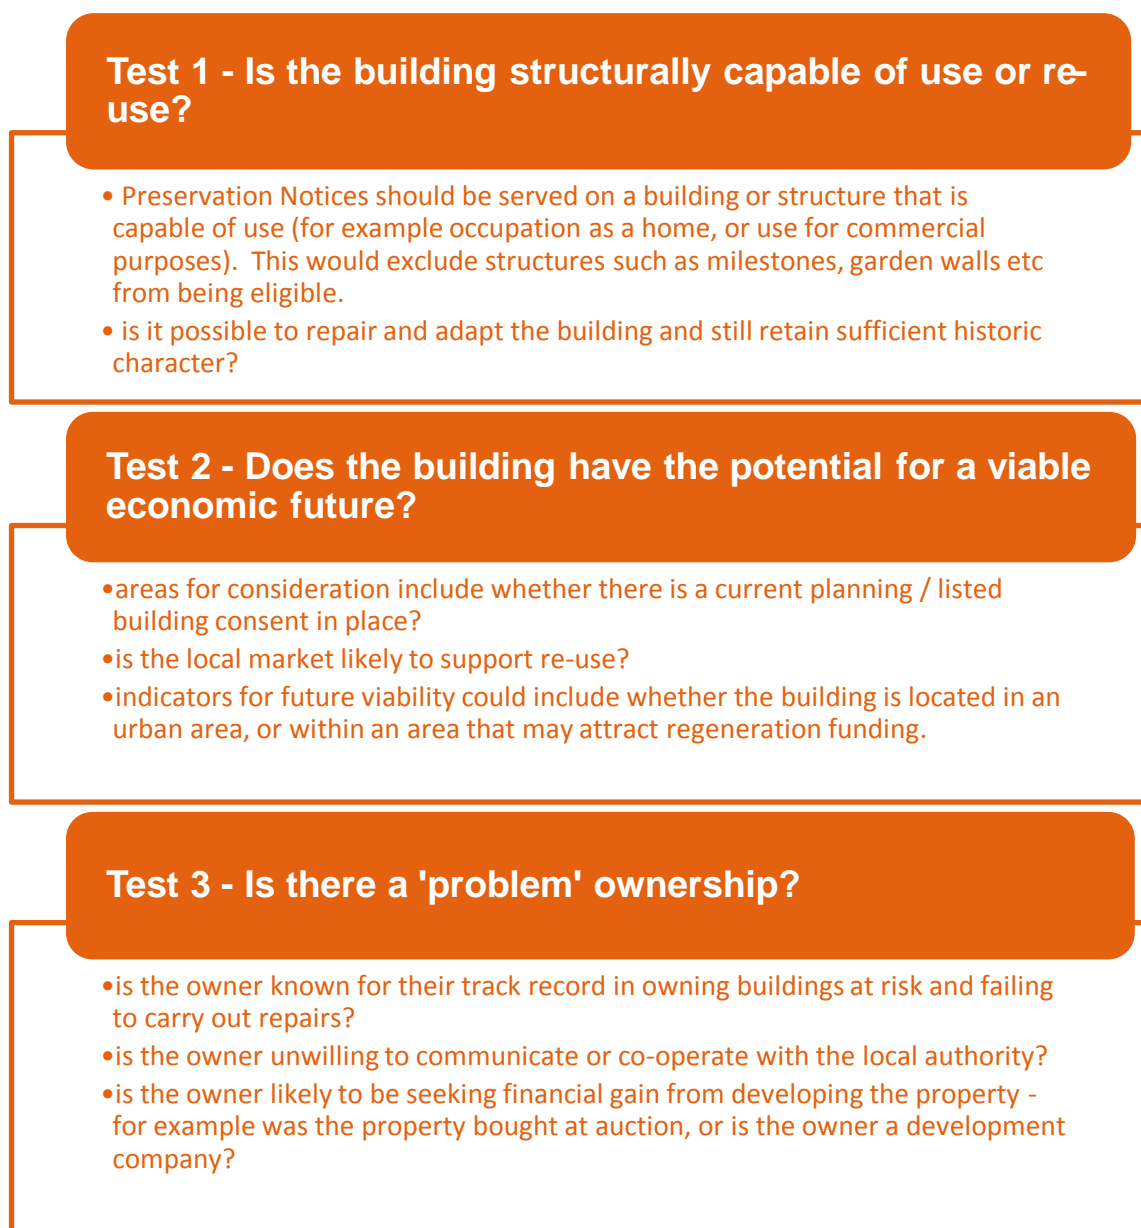 Test 1 - Is the building structurally capable of use or re-
use?
• Preservation Notices should be served on a building or structure that is
capable of use (for example occupation as a home, or use for commercial
purposes).  This would exclude structures such as milestones, garden walls etc
from being eligible.
• is it possible to repair and adapt the building and still retain sufficient historic
character?
Test 2 - Does the building have the potential for a viable
economic future?
•areas for consideration include whether there is a current planning / listed
building consent in place?
•is the local market likely to support re-use?
•indicators for future viability could include whether the building is located in an
urban area, or within an area that may attract regeneration funding.
Test 3 - Is there a 'problem' ownership?
•is the owner known for their track record in owning buildings at risk and failing
to carry out repairs?
•is the owner unwilling to communicate or co-operate with the local authority?
•is the owner likely to be seeking financial gain from developing the property -
for example was the property bought at auction, or is the owner a development
company?